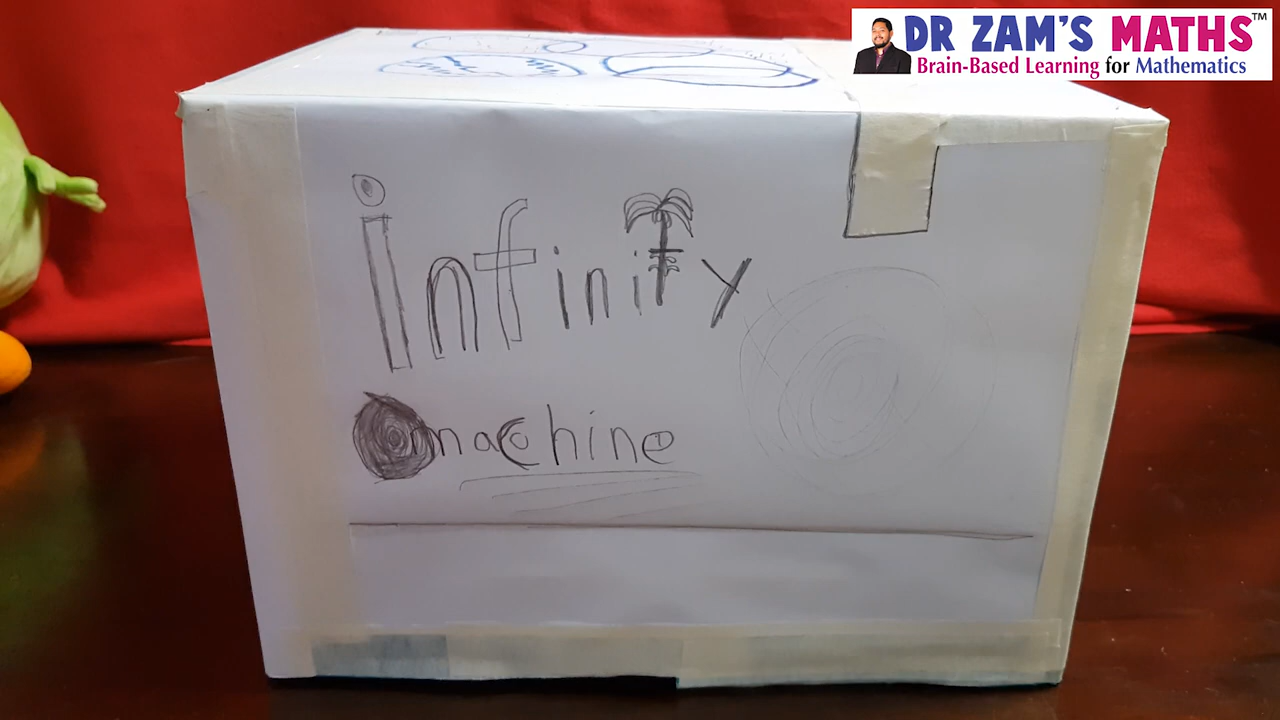 DR ZAM'S MATHS™
Brain-Based Learning for Mathematics
infinity
machine